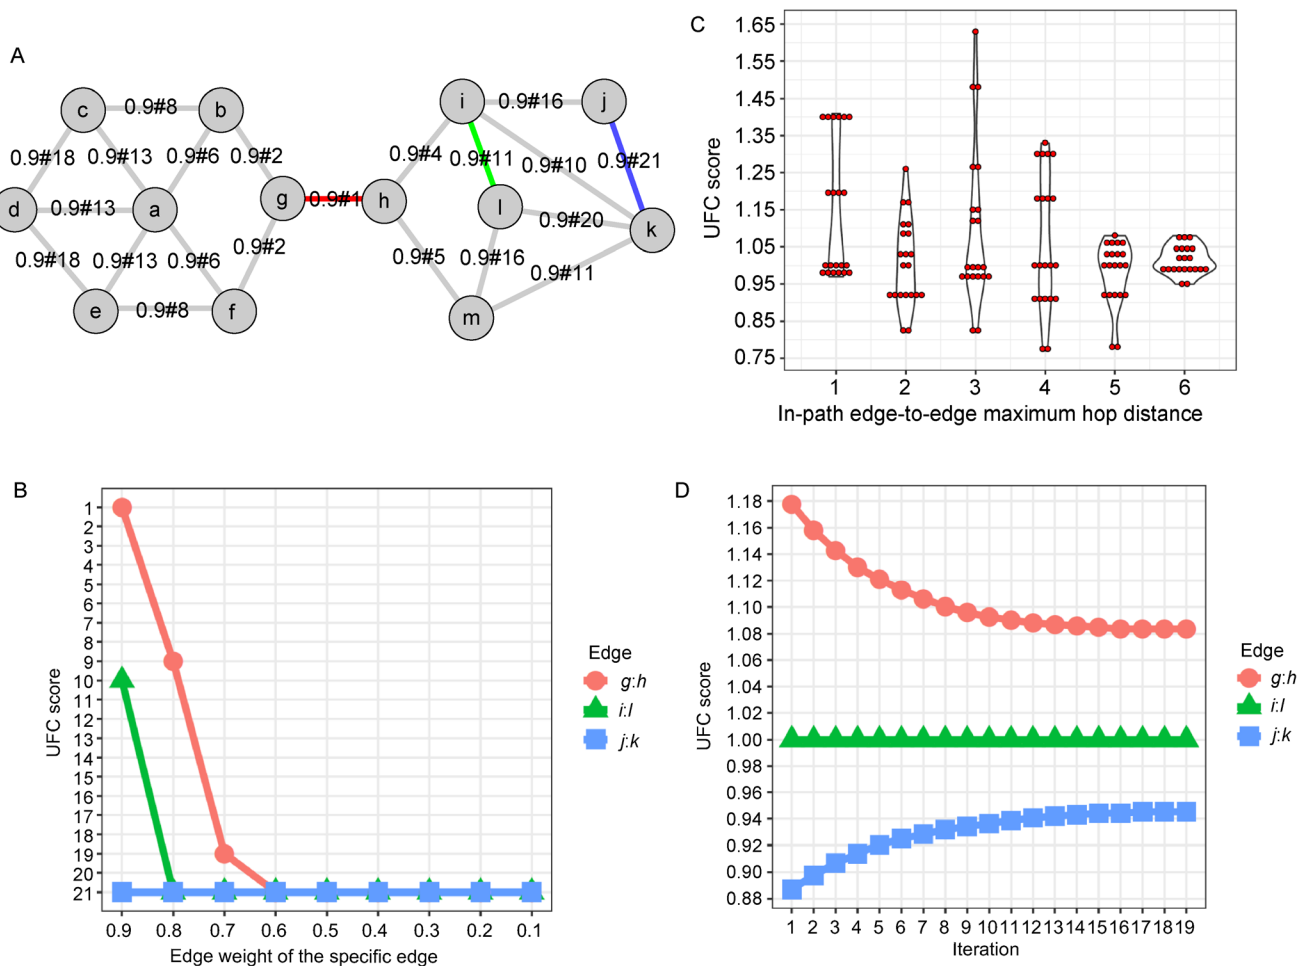 A
c 0.9#8 b
0.9#18 0.9#13 0.9#6 0.9#2
d 0.9#13 a g 0.9#1 h
0.9#18 0.9#13 0.9#6 0.9#2
e 0.9#8 f
i 0.9#16 j
0.9#4 0.9#11 0.9#10 0.9#21
l 0.9#20 k
0.9#5 0.9#16 0.9#11
m
C
UFC score
1.65
1.55
1.45
1.35
1.25
1.15
1.05
0.95
0.85
0.75
1 2 3 4 5 6
In-path edge-to-edge maximum hop distance
B
UFC score
1
2
3
4
5
6
7
8
9
10
11
12
13
14
15
16
17
18
19
20
21
0.9 0.8 0.7 0.6 0.5 0.4 0.3 0.2 0.1
Edge weight of the specific edge
Edge
g:h
i:l
j:k
D
UFC score
1.18
1.16
1.14
1.12
1.10
1.08
1.06
1.04
1.02
1.00
0.98
0.96
0.94
0.92
0.90
0.88
1 2 3 4 5 6 7 8 9 10 11 12 13 14 15 16 17 18 19
Iteration
Edge
g:h
i:l
j:k